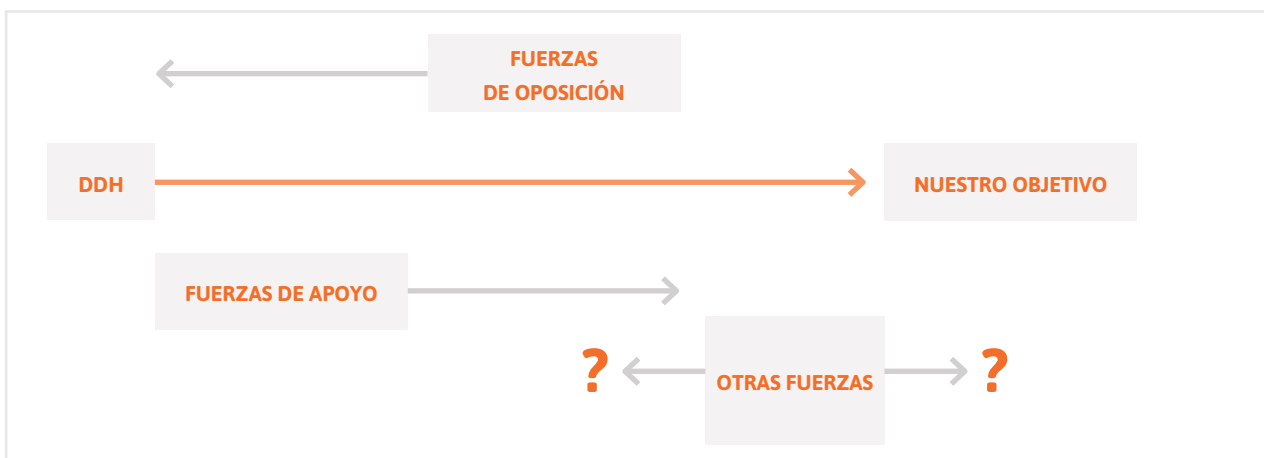 FUERZAS
DE OPOSICIÓN
DDH
NUESTRO OBJETIVO
FUERZAS DE APOYO
?
OTRAS FUERZAS
?